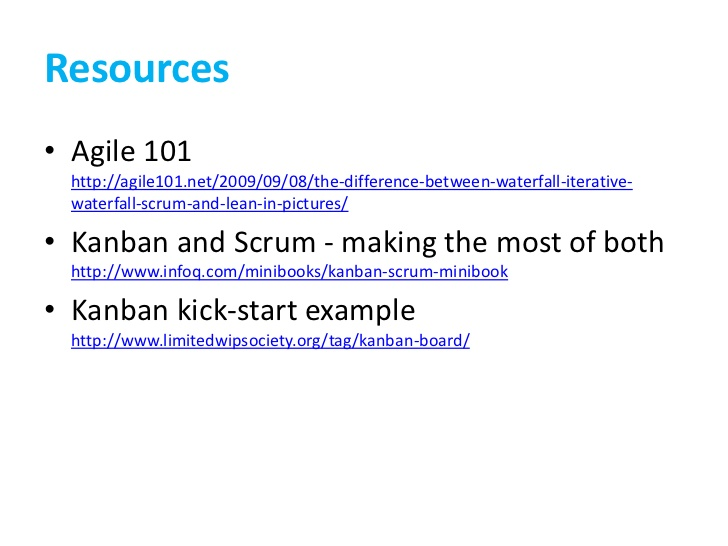 Resources
• Agile 101
http://agile101.net/2009/09/08/the-difference-between-waterfall-iterative-
waterfall-scrum-and-lean-in-pictures/
• Kanban and Scrum - making the most of both
http://www.infoq.com/minibooks/kanban-scrum-minibook
• Kanban kick-start example
http://www.limitedwipsociety.org/tag/kanban-board/